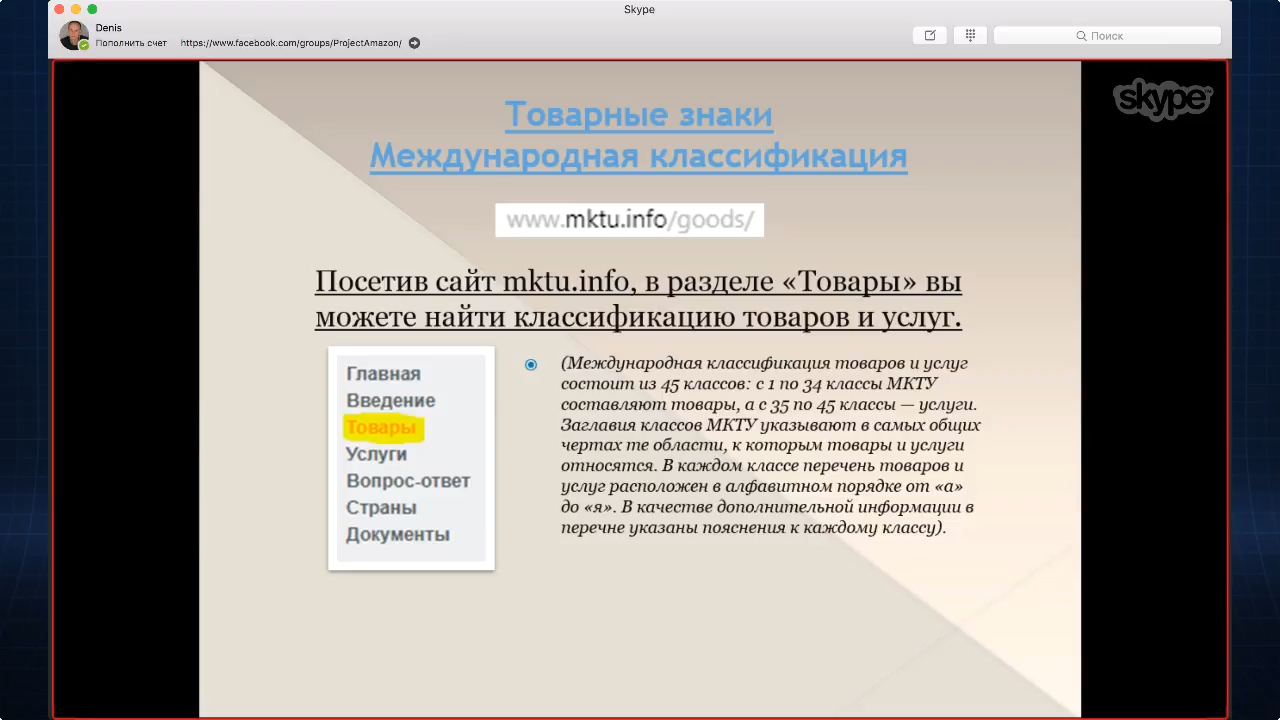 Skype
Denis
Пополнить счет https://www.facebook.com/groups/ProjectAmazon/
Поиск
skype™
Товарные знаки
Международная классификация
www.mktu.info/goods/
Посетив сайт mktu.info, в разделе «Товары» вы
можете найти классификацию товаров и услуг.
Главная
Введение
Товары
Услуги
Вопрос-ответ
Страны
Документы
(Международная классификация товаров и услуг
состоит из 45 классов: с 1 по 34 классы МКТУ
составляют товары, а с 35 по 45 классы — услуги.
Заглавия классов МКТУ указывают в самых общих
чертах те области, к которым товары и услуги
относятся. В каждом классе перечень товаров и
услуг расположен в алфавитном порядке от «а»
до «я». В качестве дополнительной информации в
перечне указаны пояснения к каждому классу).